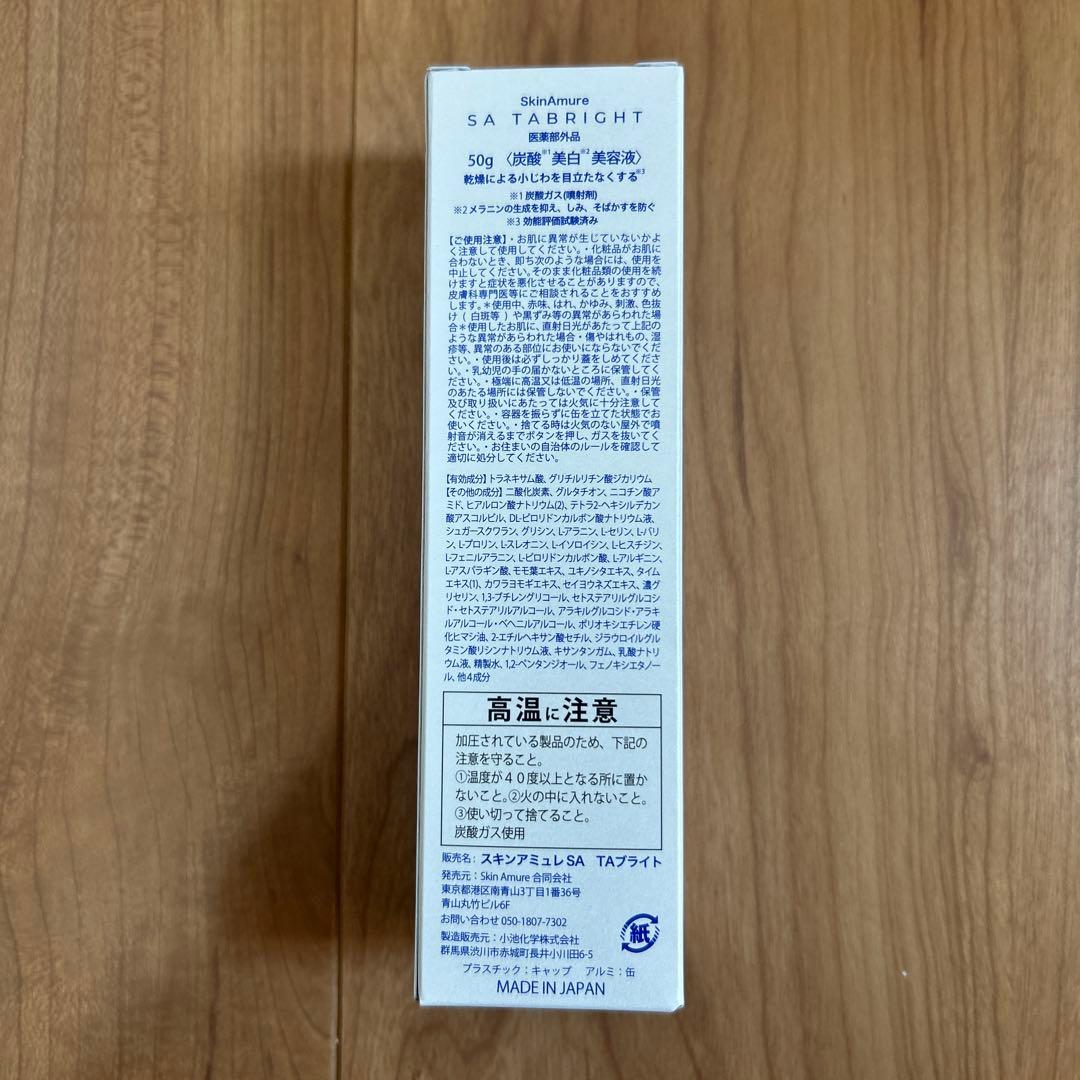 SkinAmure
SA TABRIGHT
医薬部外品
50g 〈炭酸※1美白※2美容液〉
乾燥による小じわを目立たなくする※3
※1 炭酸ガス(噴射剤)
※2 メラニンの生成を抑え、しみ、そばかすを防ぐ
※3 効能評価試験済み
【ご使用注意】・お肌に異常が生じていないかよ
く注意して使用してください。・化粧品がお肌に
合わないとき、即ち次のような場合には、使用を
中止してください。そのまま化粧品類の使用を続
けますと症状を悪化させることがありますので、
皮膚科専門医等にご相談されることをおすすめ
します。＊使用中、赤味、はれ、かゆみ、刺激、色抜
け ( 白斑等 ) や黒ずみ等の異常があらわれた場
合＊使用したお肌に、直射日光があたって上記の
ような異常があらわれた場合・傷やはれもの、湿
疹等、異常のある部位にお使いにならないでくだ
さい。・使用後は必ずしっかり蓋をしめてくださ
い。・乳幼児の手の届かないところに保管してく
ださい。・極端に高温又は低温の場所、直射日光
のあたる場所には保管しないでください。・保管
及び取り扱いにあたっては火気に十分注意して
ください。・容器を振らずに缶を立てた状態でお
使いください。・捨てる時は火気のない屋外で噴
射音が消えるまでボタンを押し、ガスを抜いてく
ださい。・お住まいの自治体のルールを確認して
適切に処分してください。
【有効成分】トラネキサム酸、グリチルリチン酸ジカリウム
【その他の成分】二酸化炭素、グルタチオン、ニコチン酸ア
ミド、ヒアルロン酸ナトリウム(2)、テトラ2-ヘキシルデカン
酸アスコルビル、DL-ピロリドンカルボン酸ナトリウム液、
シュガースクワラン、グリシン、L-アラニン、L-セリン、L-バリ
ン、L-プロリン、L-スレオニン、L-イソロイシン、L-ヒスチジン、
L-フェニルアラニン、L-ピロリドンカルボン酸、L-アルギニン、
L-アスパラギン酸、モモ葉エキス、ユキノシタエキス、タイム
エキス(1)、カワラヨモギエキス、セイヨウネズエキス、濃グ
リセリン、1,3-ブチレングリコール、セトステアリルグルコシ
ド・セトステアリルアルコール、アラキルグルコシド・アラキ
ルアルコール・ベヘニルアルコール、ポリオキシエチレン硬
化ヒマシ油、2-エチルヘキサン酸セチル、ジラウロイルグル
タミン酸リシンナトリウム液、キサンタンガム、乳酸ナトリ
ウム液、精製水、1,2-ペンタンジオール、フェノキシエタノー
ル、他4成分
高温に注意
加圧されている製品のため、下記の
注意を守ること。
①温度が４０度以上となる所に置か
ないこと。②火の中に入れないこと。
③使い切って捨てること。
炭酸ガス使用
販売名：スキンアミュレ SA　TAブライト
発売元：Skin Amure 合同会社
東京都港区南青山3丁目1番36号
青山丸竹ビル6F
お問い合わせ 050-1807-7302
製造販売元：小池化学株式会社
群馬県渋川市赤城町長井小川田6-5
紙
プラスチック：キャップ　アルミ：缶
MADE IN JAPAN